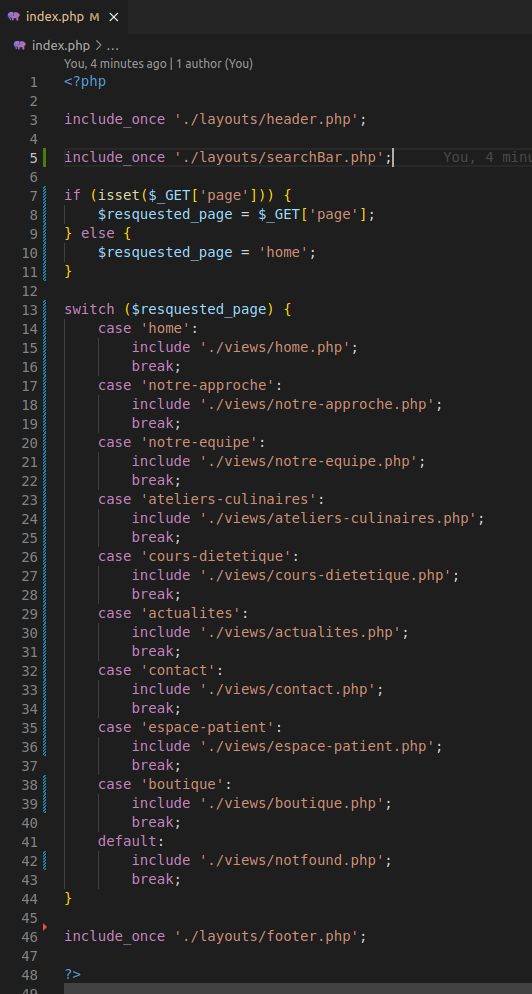 index.php M ×
index.php > ...
You, 4 minutes ago | 1 author (You)
1 <?php
2
3 include_once './layouts/header.php';
4
5 include_once './layouts/searchBar.php'; You, 4 minu
6
7 if (isset($_GET['page'])) {
8     $resquested_page = $_GET['page'];
9 } else {
10     $resquested_page = 'home';
11 }
12
13 switch ($resquested_page) {
14     case 'home':
15         include './views/home.php';
16         break;
17     case 'notre-approche':
18         include './views/notre-approche.php';
19         break;
20     case 'notre-equipe':
21         include './views/notre-equipe.php';
22         break;
23     case 'ateliers-culinaires':
24         include './views/ateliers-culinaires.php';
25         break;
26     case 'cours-dietetique':
27         include './views/cours-dietetique.php';
28         break;
29     case 'actualites':
30         include './views/actualites.php';
31         break;
32     case 'contact':
33         include './views/contact.php';
34         break;
35     case 'espace-patient':
36         include './views/espace-patient.php';
37         break;
38     case 'boutique':
39         include './views/boutique.php';
40         break;
41     default:
42         include './views/notfound.php';
43         break;
44 }
45
46 include_once './layouts/footer.php';
47
48 ?>
49